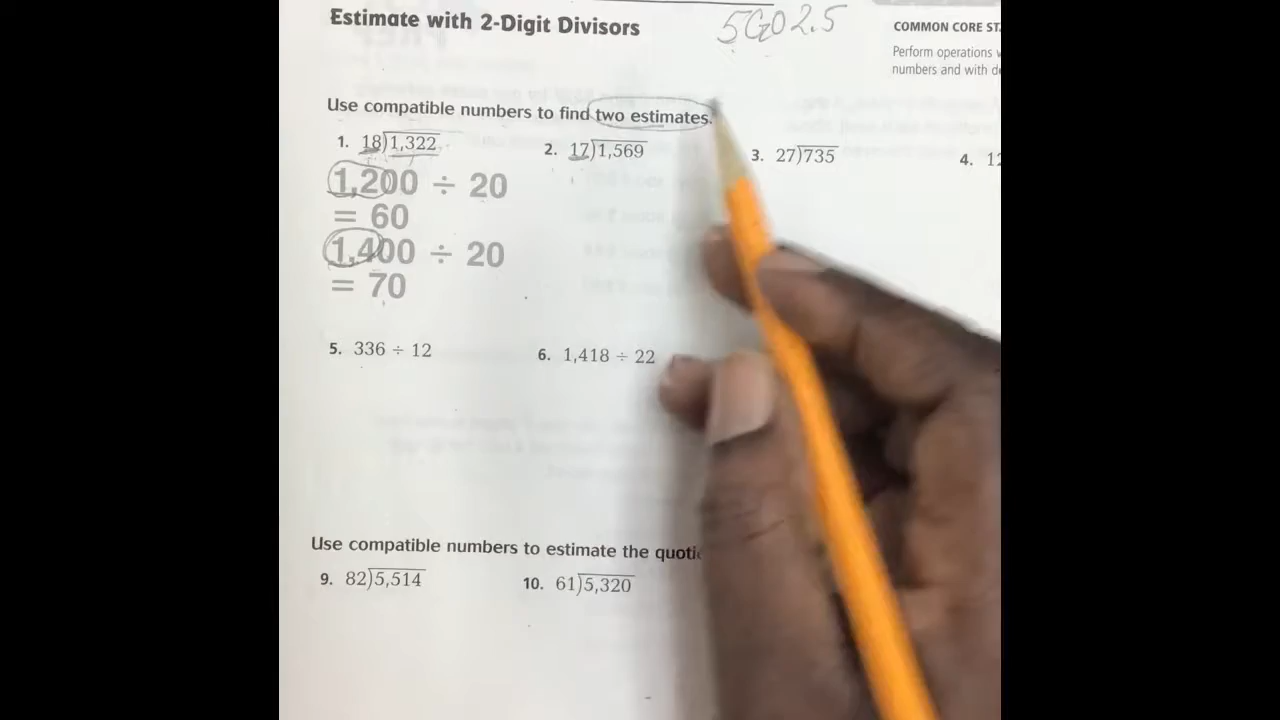 Estimate with 2-Digit Divisors
5GO2.5
COMMON CORE ST
Perform operations
numbers and with
Use compatible numbers to find two estimates.
1. 18)1,322
2. 17)1,569
3. 27)735
4.
1,200 ÷ 20
= 60
1,400 ÷ 20
= 70
5. 336 ÷ 12
6. 1,418 ÷ 22
Use compatible numbers to estimate the quoti
9. 82)5,514
10. 61)5,320